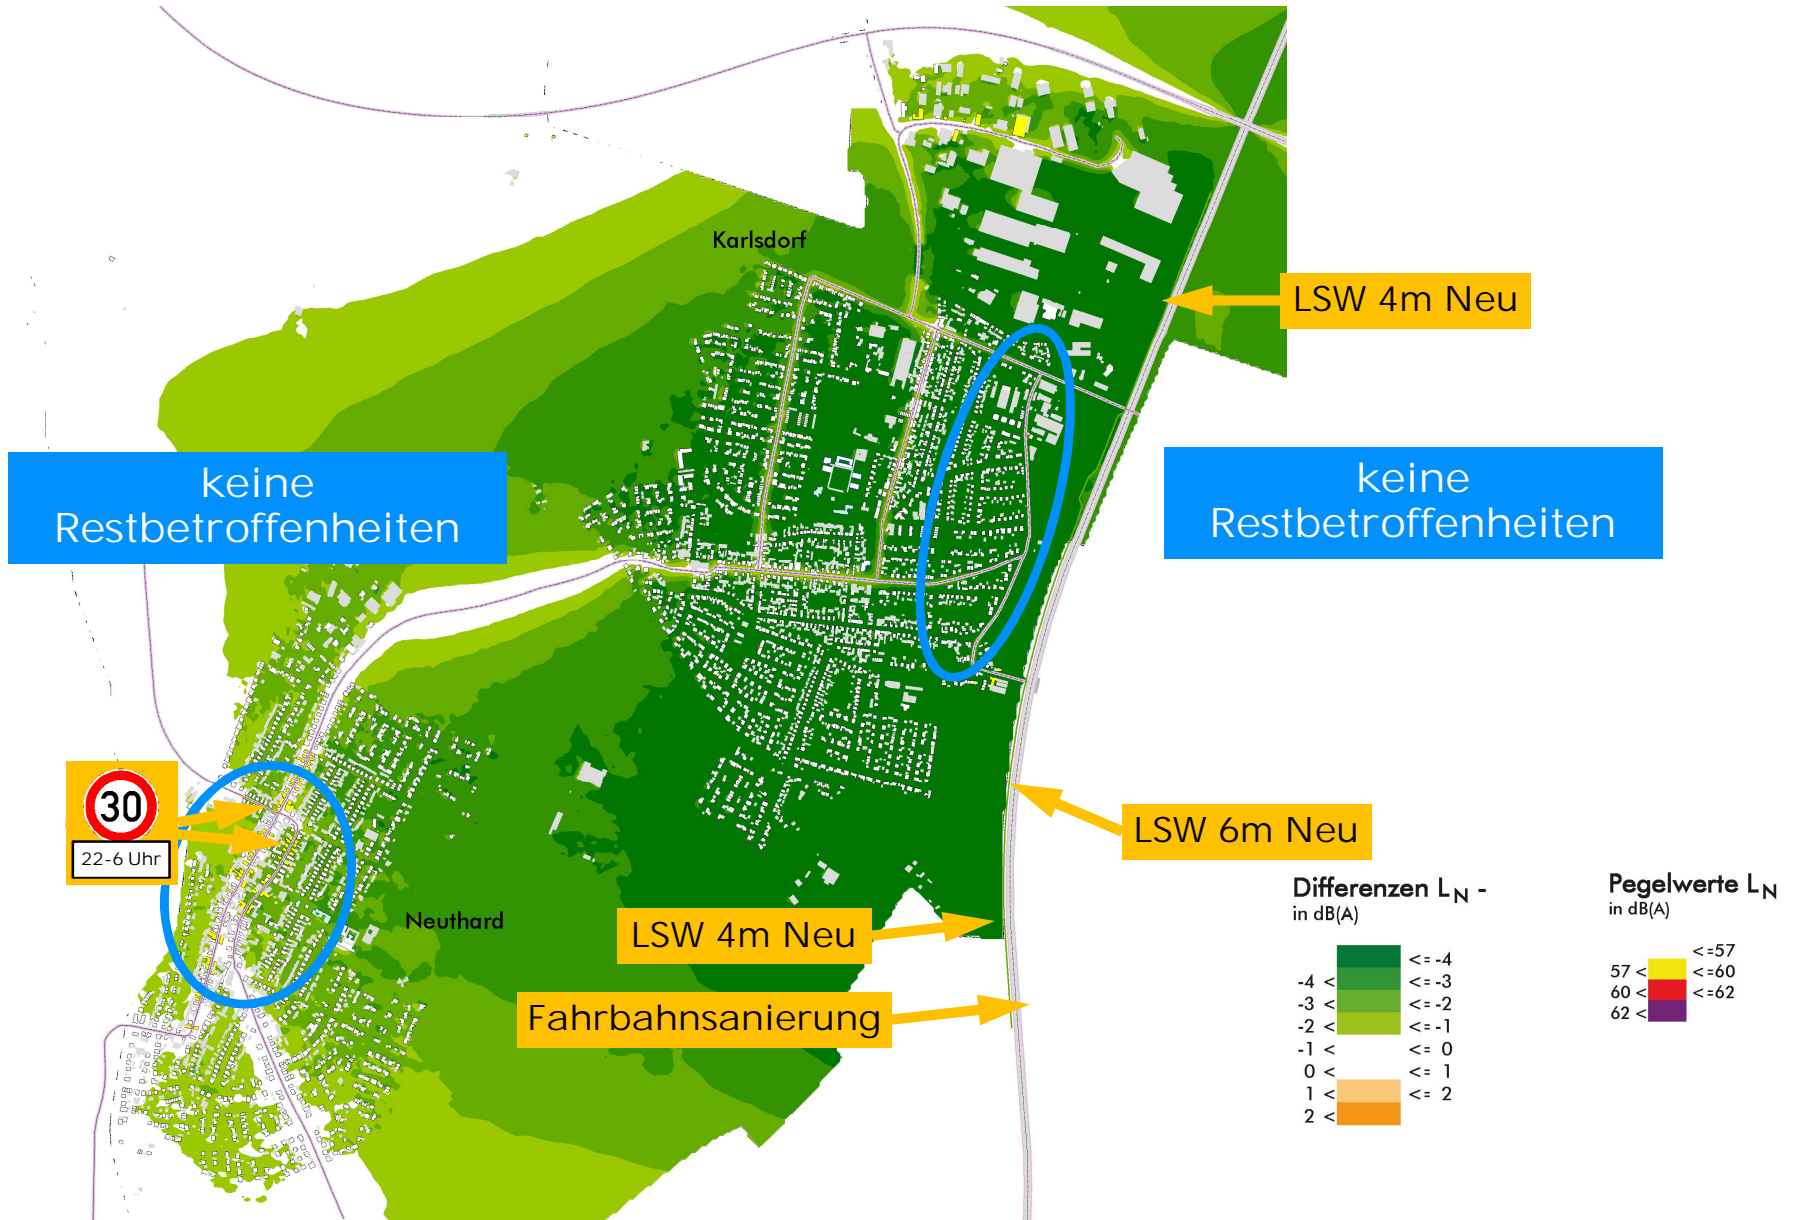 Karlsdorf
LSW 4m Neu
keine
Restbetroffenheiten
keine
Restbetroffenheiten
30
22-6 Uhr
LSW 6m Neu
Neuthard
LSW 4m Neu
Fahrbahnsanierung
Differenzen LN -
in dB(A)
<= -4
-4 < <= -3
-3 < <= -2
-2 < <= -1
-1 < <= 0
0 < <= 1
1 < <= 2
2 <
Pegelwerte LN
in dB(A)
<=57
57 < <=60
60 < <=62
62 <